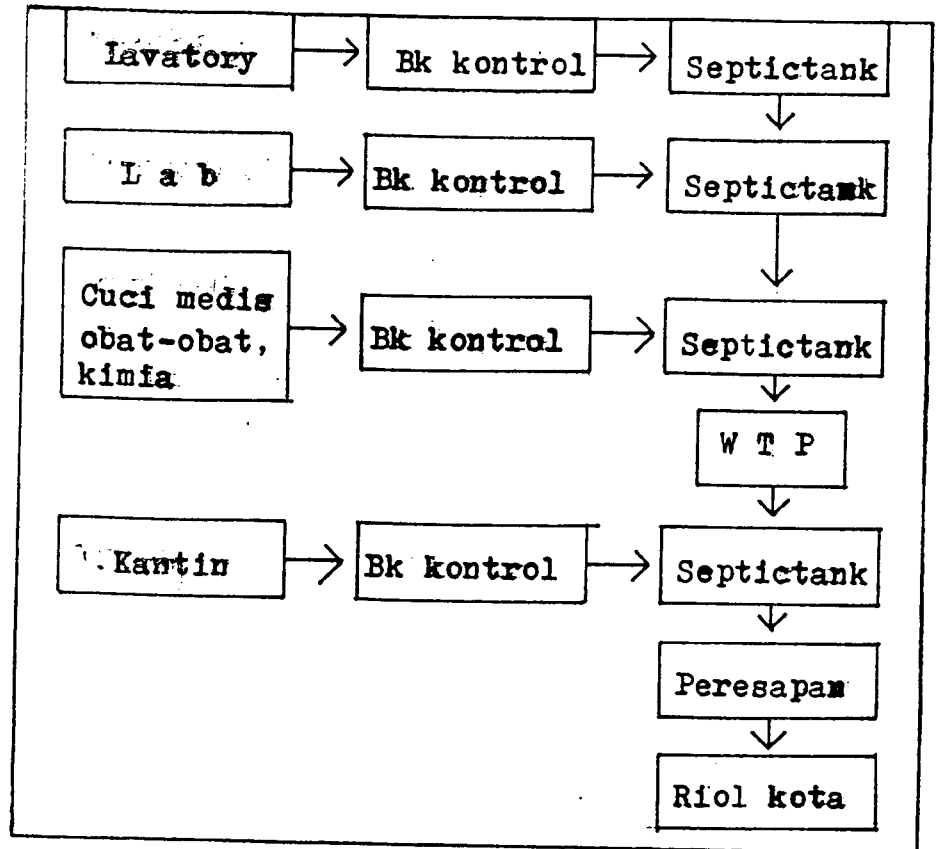 Lavatory
Bk kontrol
Septictank
L a b
Bk kontrol
Septictank
Cuci medis
obat-obat,
kimia
Bk kontrol
Septictank
W T P
Kantin
Bk kontrol
Septictank
Peresapan
Riol kota